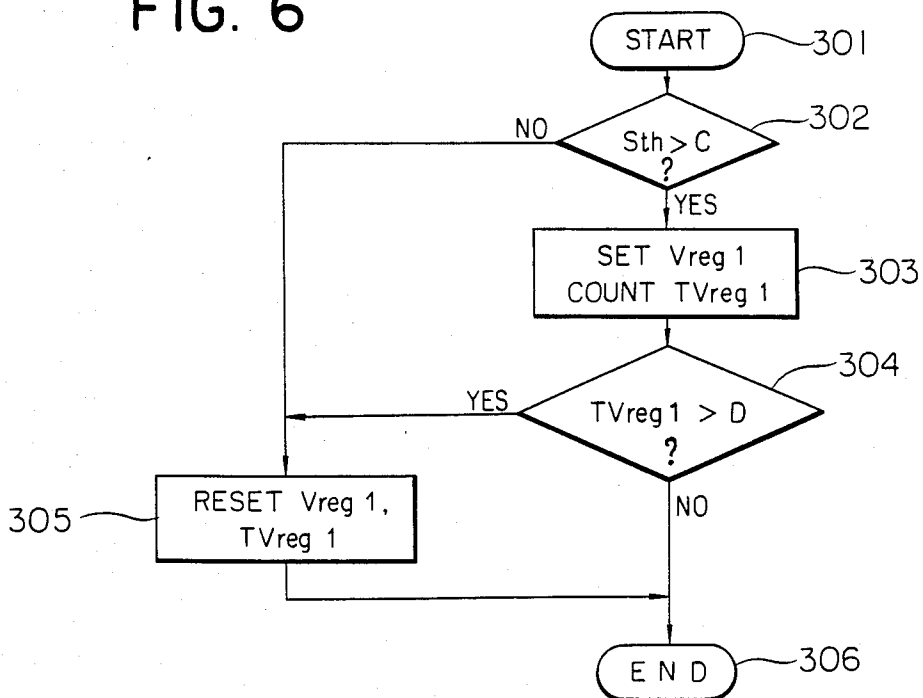 FIG. 6
START
301
302
NO
Sth > C
?
YES
SET Vreg 1
COUNT TVreg 1
303
304
YES
TVreg 1 > D
?
NO
305
RESET Vreg 1,
TVreg 1
END
306